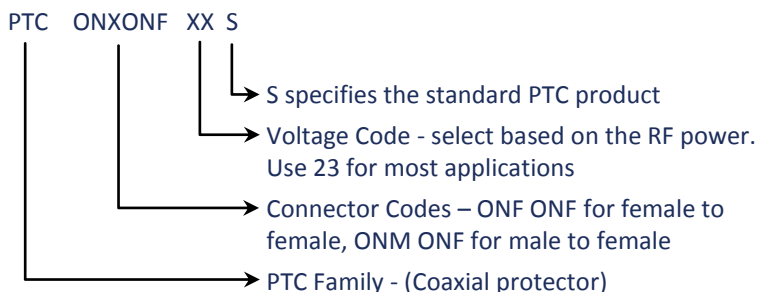 PTC ONXONF XX S
S specifies the standard PTC product
Voltage Code - select based on the RF power.
Use 23 for most applications
Connector Codes – ONF ONF for female to
female, ONM ONF for male to female
PTC Family - (Coaxial protector)